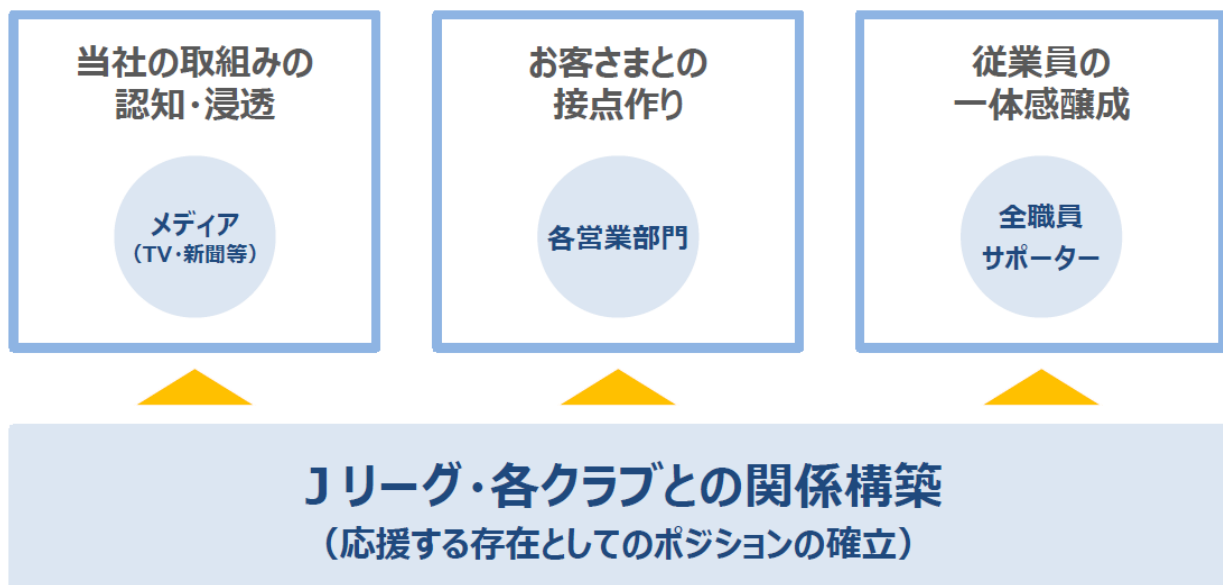 当社の取組みの
認知・浸透
メディア
（TV・新聞等）
お客さまとの
接点作り
各営業部門
従業員の
一体感醸成
全職員
サポーター
Jリーグ・各クラブとの関係構築
（応援する存在としてのポジションの確立）